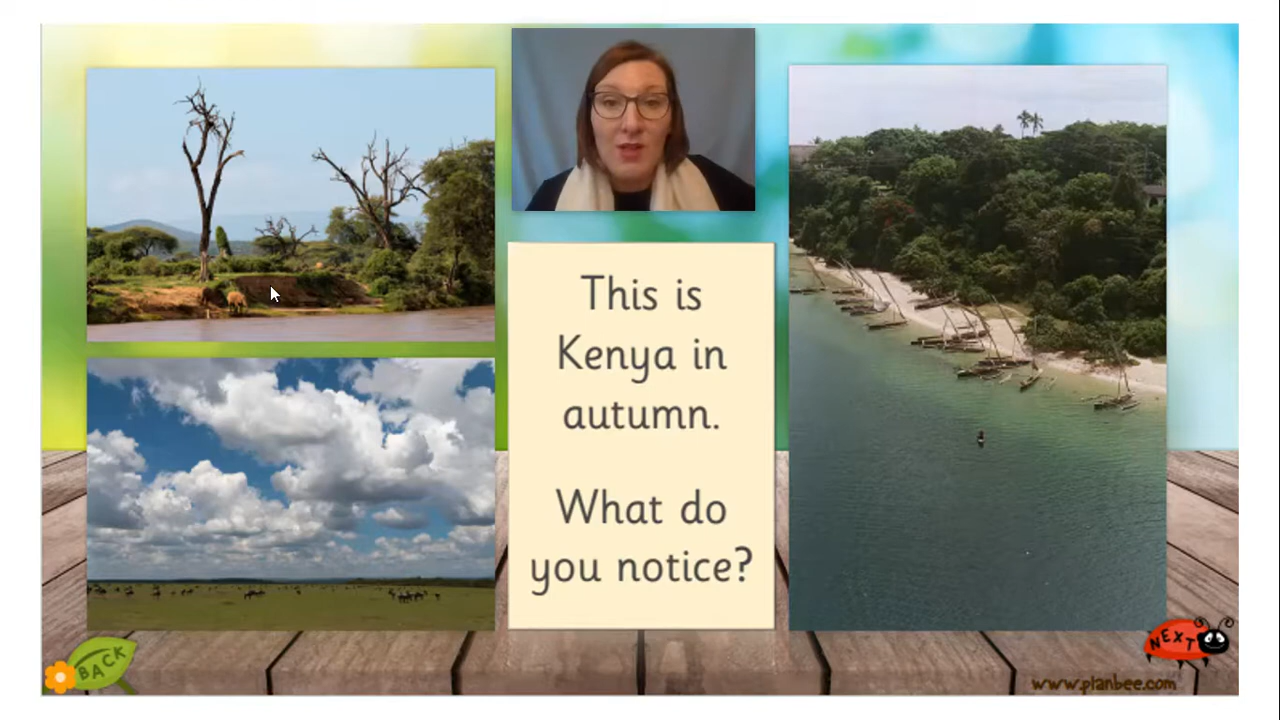 This is
Kenya in
autumn.
What do
you notice?
BACK
NEXT
www.planbee.com